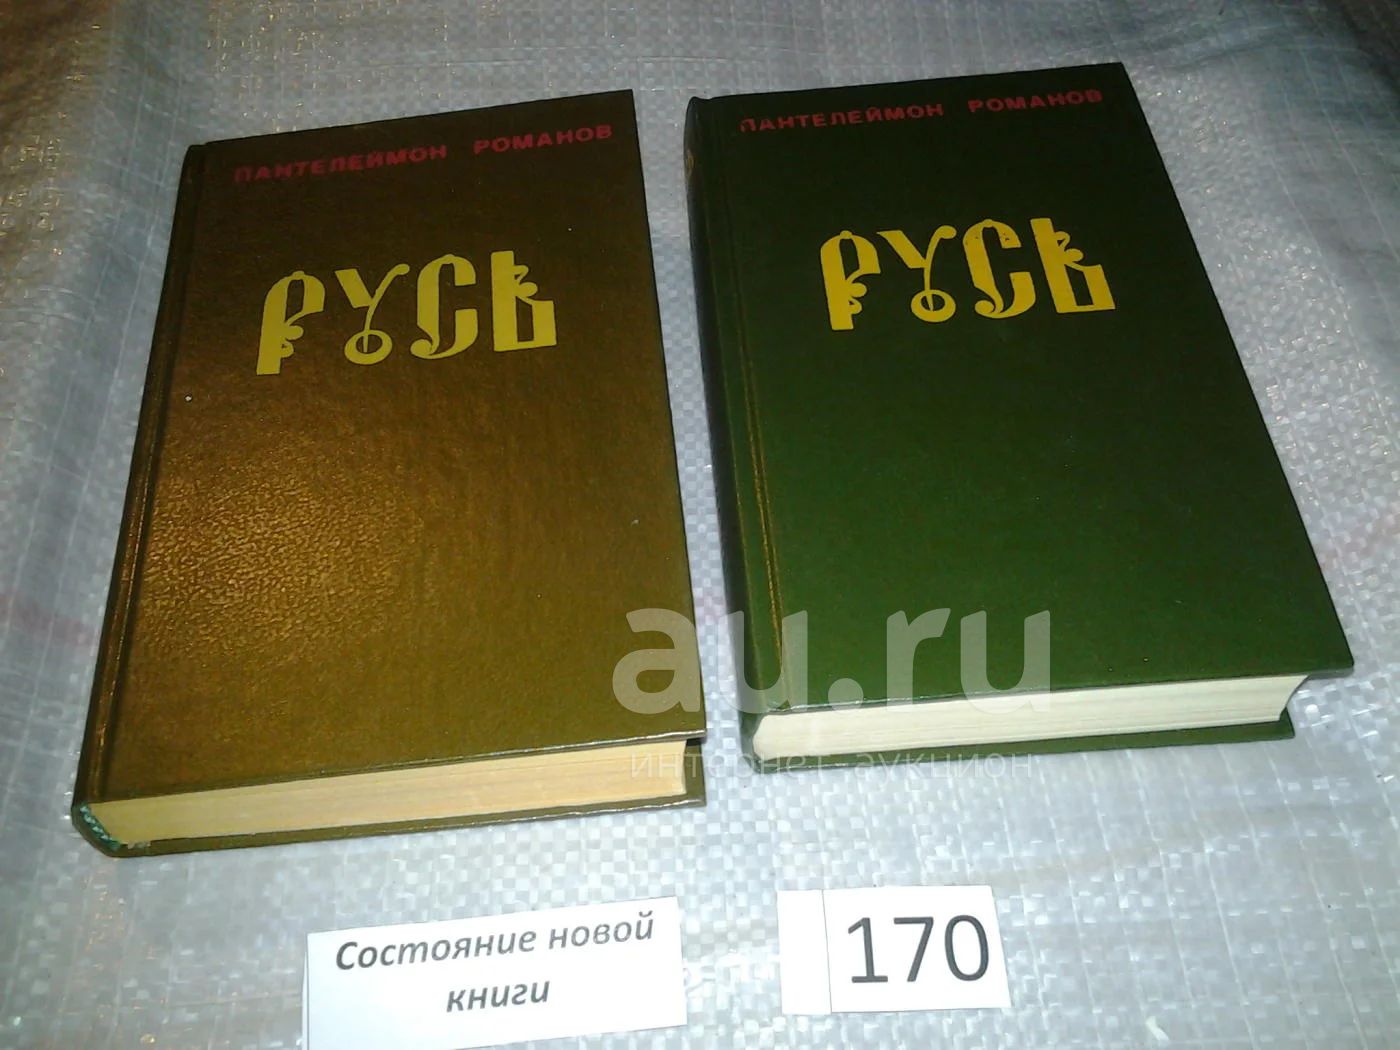 ПАНТЕЛЕЙМОН РОМАНОВ
РУСЬ
ПАНТЕЛЕЙМОН РОМАНОВ
РУСЬ
au.ru
интернет аукцион
Состояние новой
книги
170